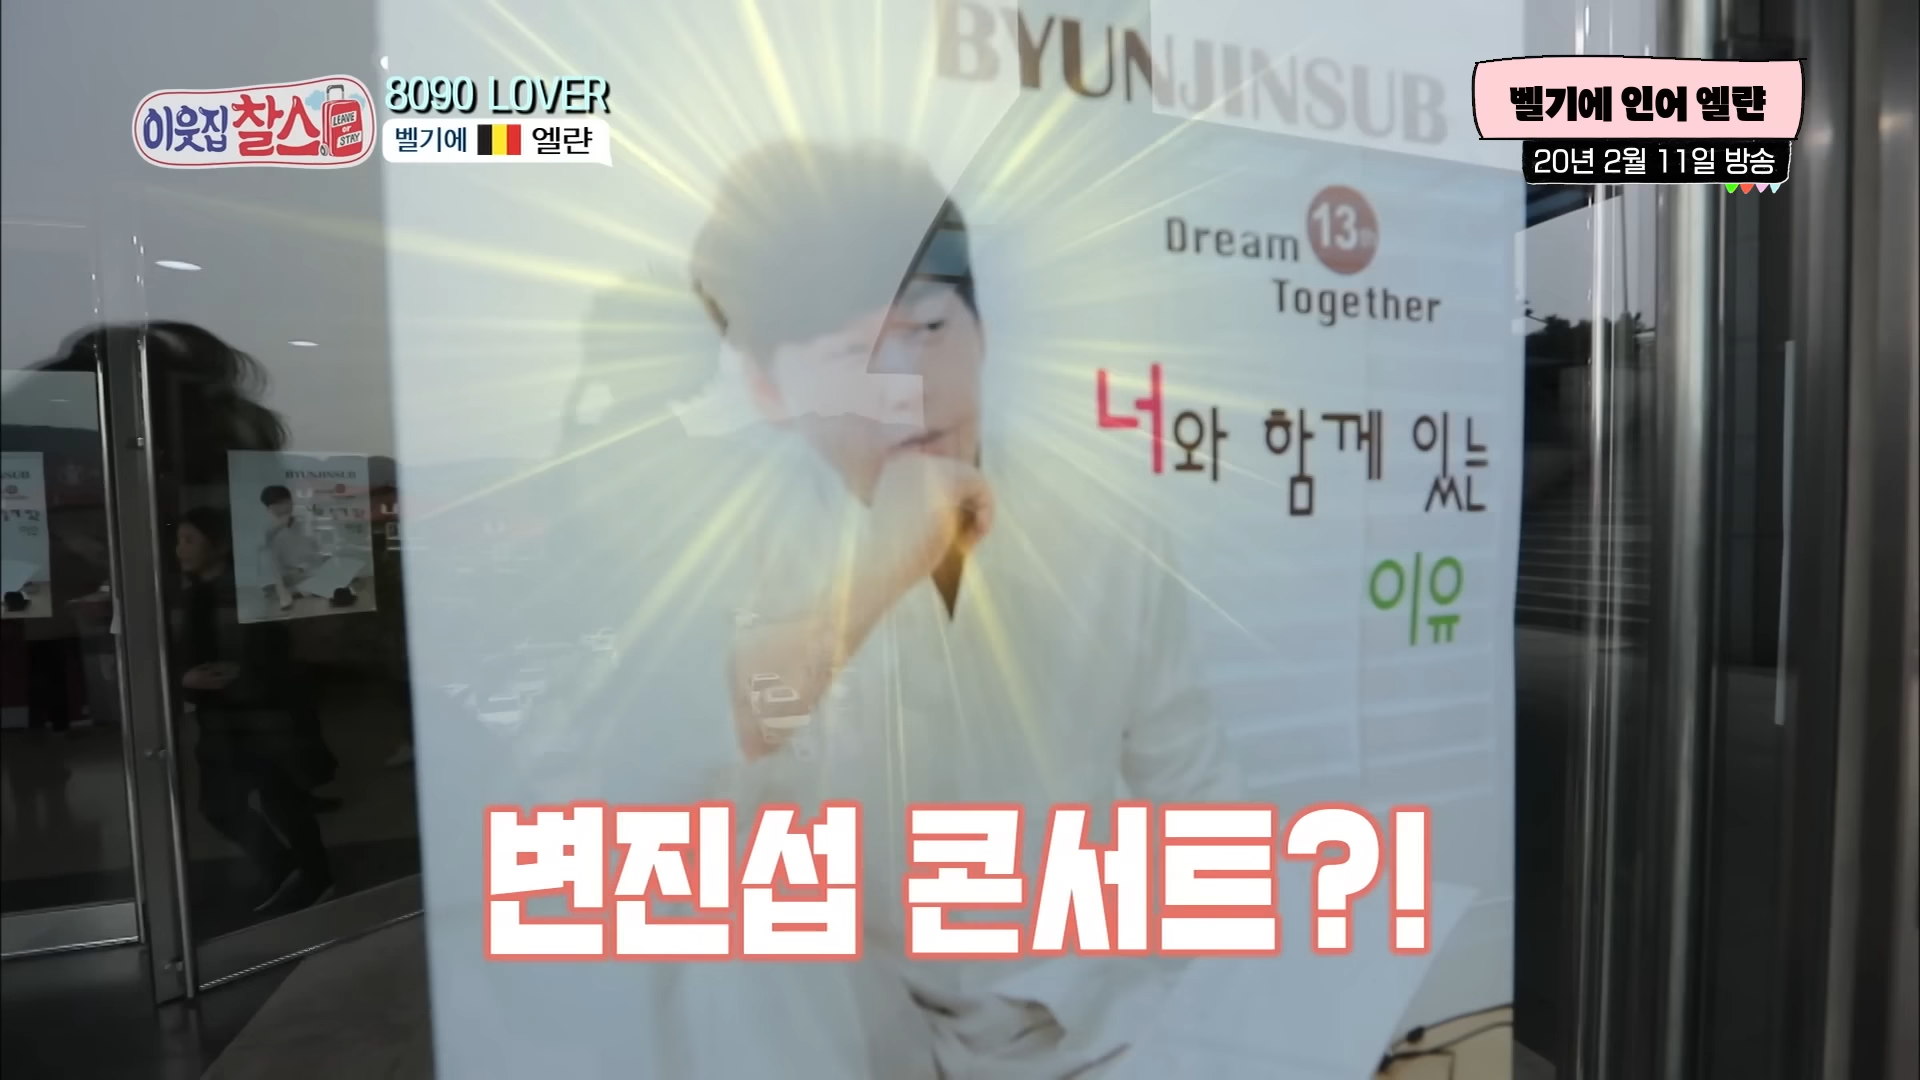 이웃집 찰스
LEAVE
or
STAY
8090 LOVER
벨기에 엘랸
벨기에 인어 엘랸
20년 2월 11일 방송
BYUNJINSUB
Dream 13th
Together
너와 함께 있는
이유
BYUNJINSUB
변진섭 콘서트?!